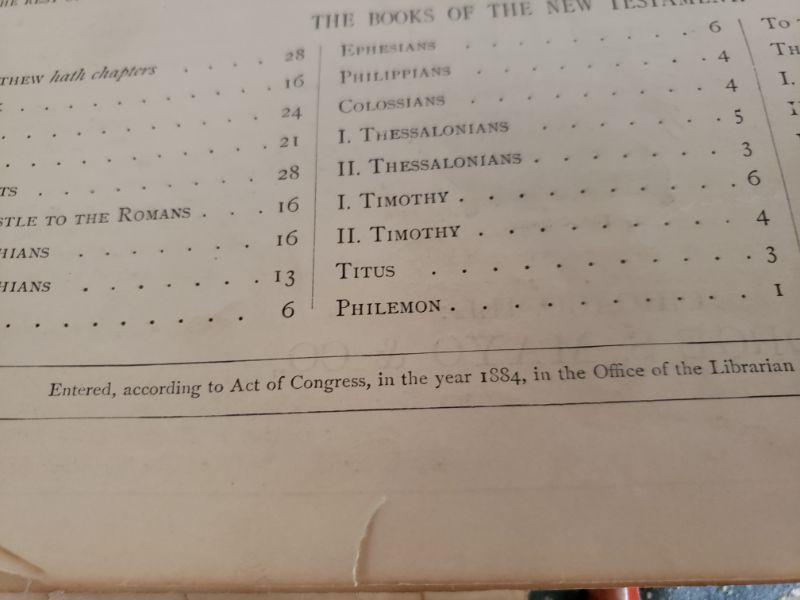 THE BOOKS OF THE NEW TESTAMENT
THEW hath chapters . . . . 28
. . . . . . . . . 16
. . . . . . . . . 24
. . . . . . . . . 21
TS . . . . . . . . 28
STLE TO THE ROMANS . . . 16
HIANS . . . . . . 16
HIANS . . . . . . 13
. . . . . . . . . 6
EPHESIANS . . . . . . . . 6
PHILIPPIANS . . . . . . . . 4
COLOSSIANS . . . . . . . . 4
I. THESSALONIANS . . . . . 5
II. THESSALONIANS . . . . . . 3
I. TIMOTHY . . . . . . . . 6
II. TIMOTHY . . . . . . . . 4
TITUS . . . . . . . . . 3
PHILEMON . . . . . . . . . 1
TO
TH
I.
Entered, according to Act of Congress, in the year 1884, in the Office of the Librarian